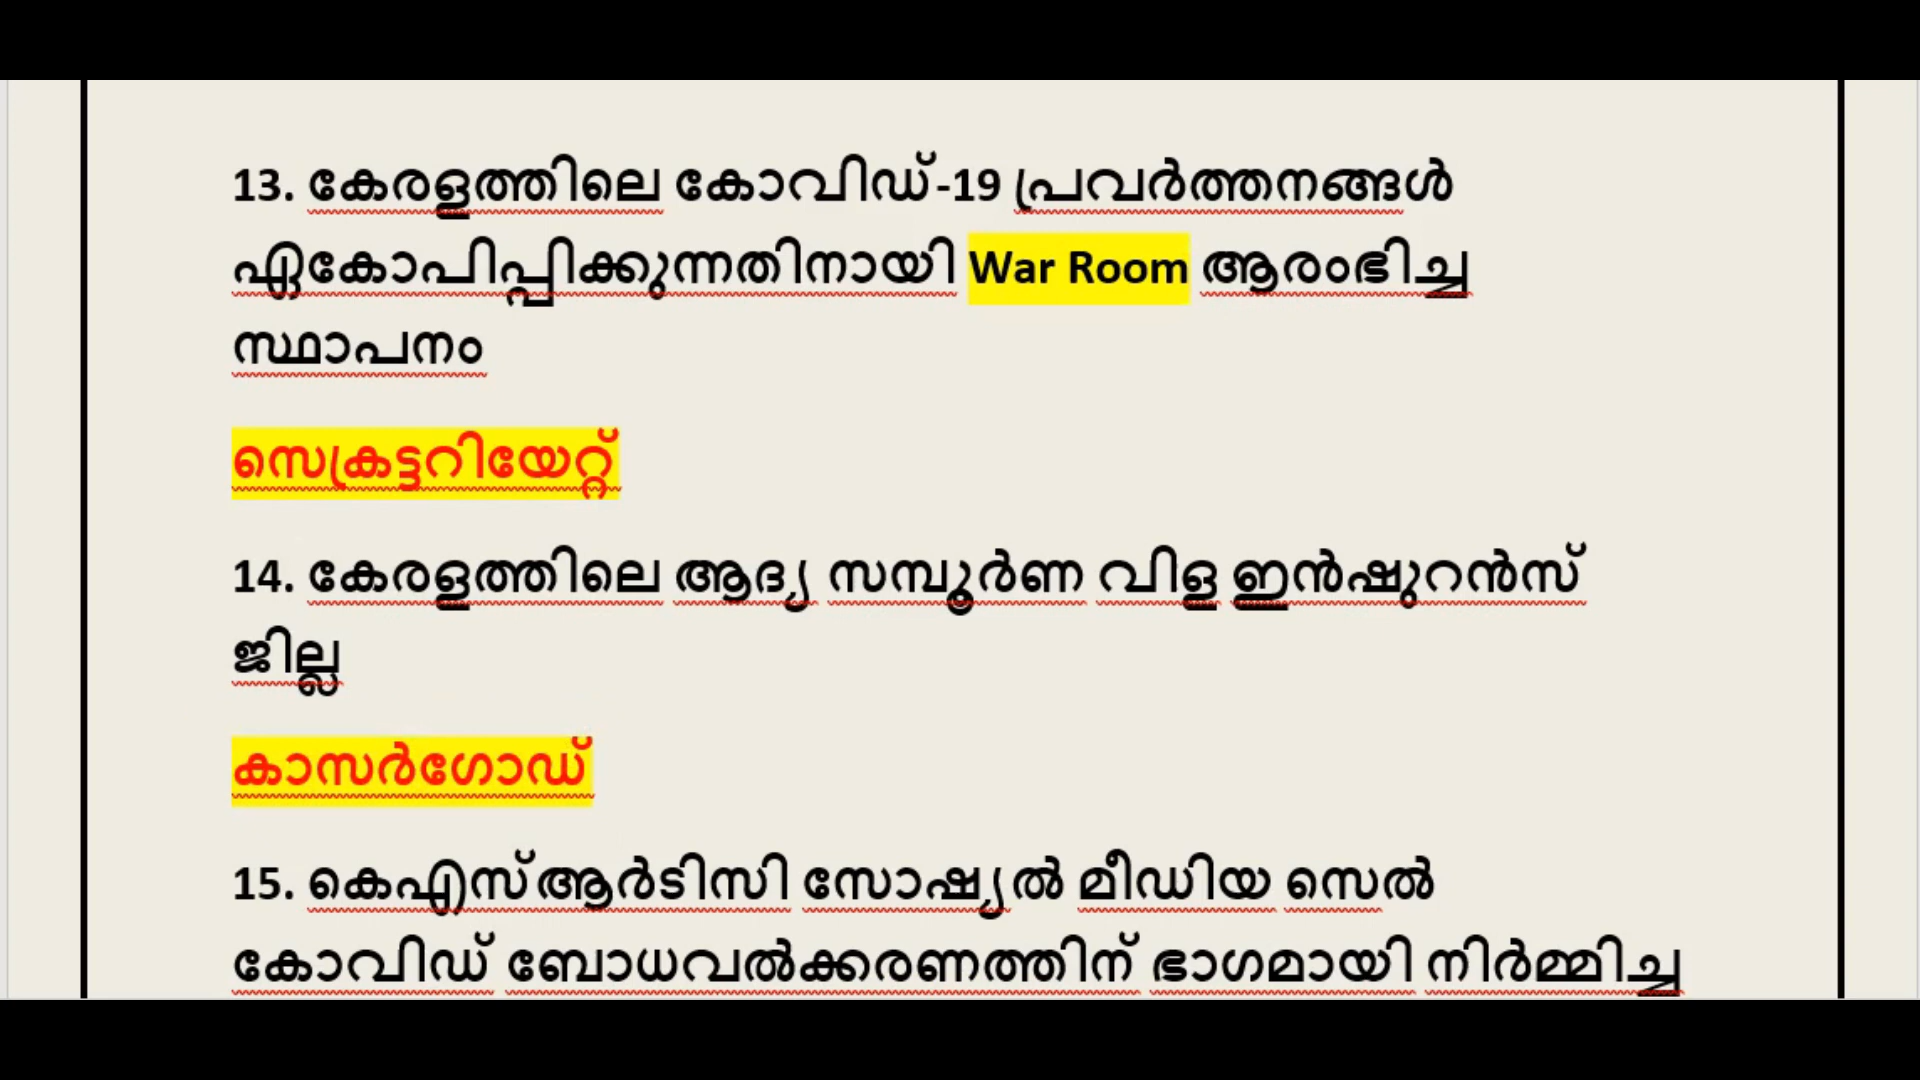 13. കേരളത്തിലെ കോവിഡ്-19 പ്രവർത്തനങ്ങൾ
ഏകോപിപ്പിക്കുന്നതിനായി War Room ആരംഭിച്ച
സ്ഥാപനം
സെക്രട്ടറിയേറ്റ്
14. കേരളത്തിലെ ആദ്യ സമ്പൂർണ വിള ഇൻഷുറൻസ്
ജില്ല
കാസർഗോഡ്
15. കെഎസ്ആർടിസി സോഷ്യൽ മീഡിയ സെൽ
കോവിഡ് ബോധവൽക്കരണത്തിന് ഭാഗമായി നിർമ്മിച്ച